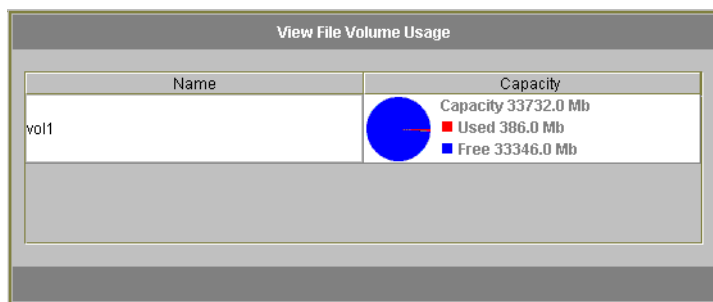 View File Volume Usage
Name Capacity
vol1
Capacity 33732.0 Mb
Used 386.0 Mb
Free 33346.0 Mb